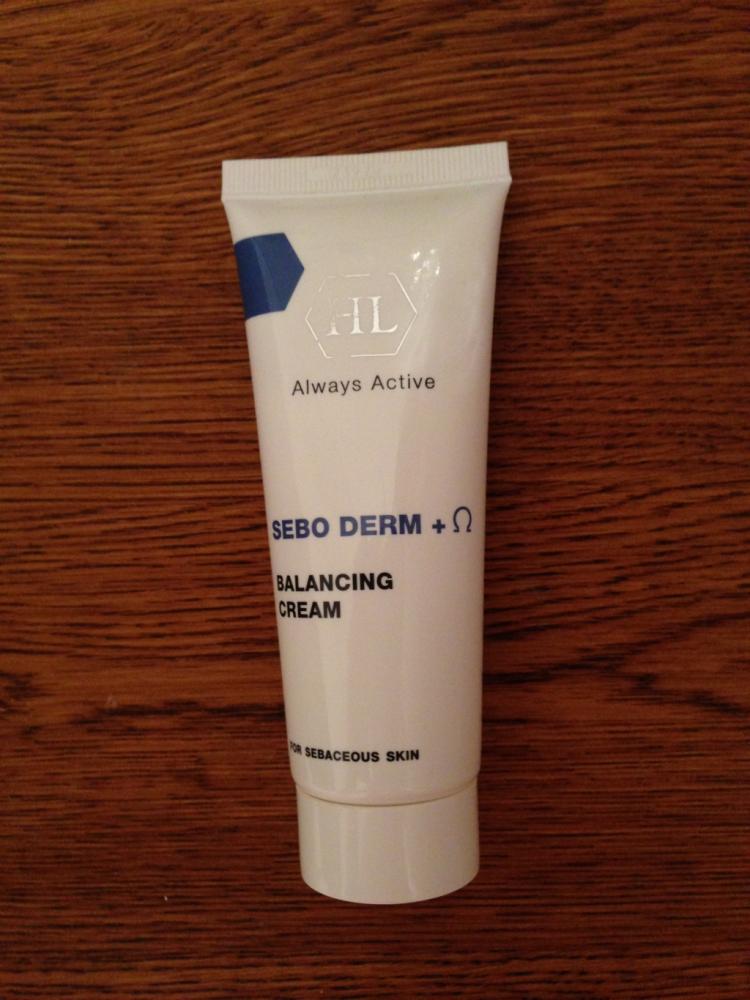 HL
Always Active
SEBO DERM + Ω
BALANCING
CREAM
FOR SEBACEOUS SKIN